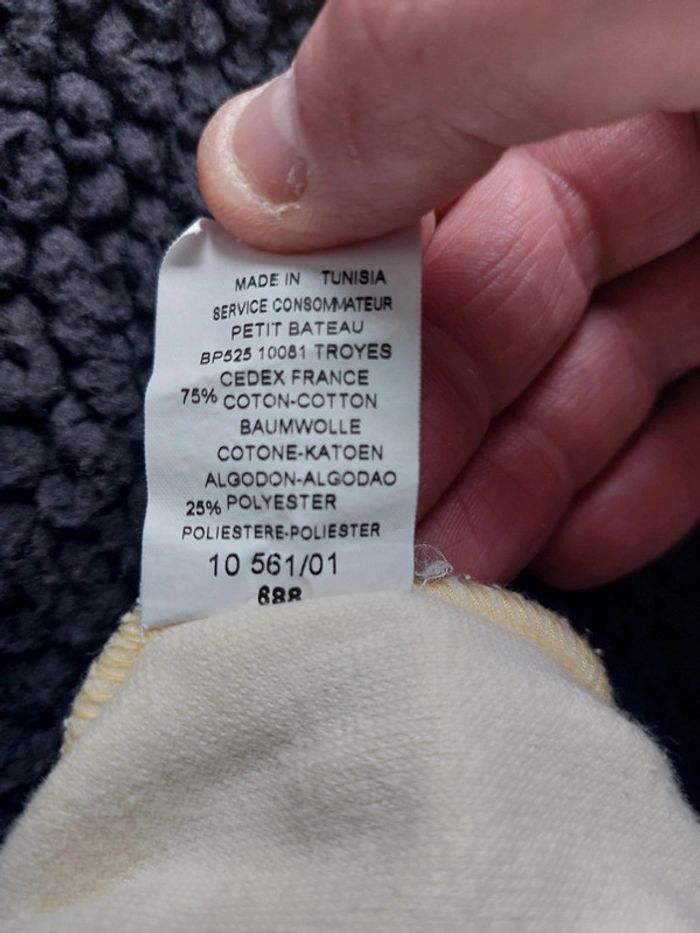 MADE IN TUNISIA
SERVICE CONSOMMATEUR
PETIT BATEAU
BP525 10081 TROYES
CEDEX FRANCE
75% COTON-COTTON
BAUMWOLLE
COTONE-KATOEN
ALGODON-ALGODAO
25% POLYESTER
POLIESTERE-POLIESTER
10 561/01
688